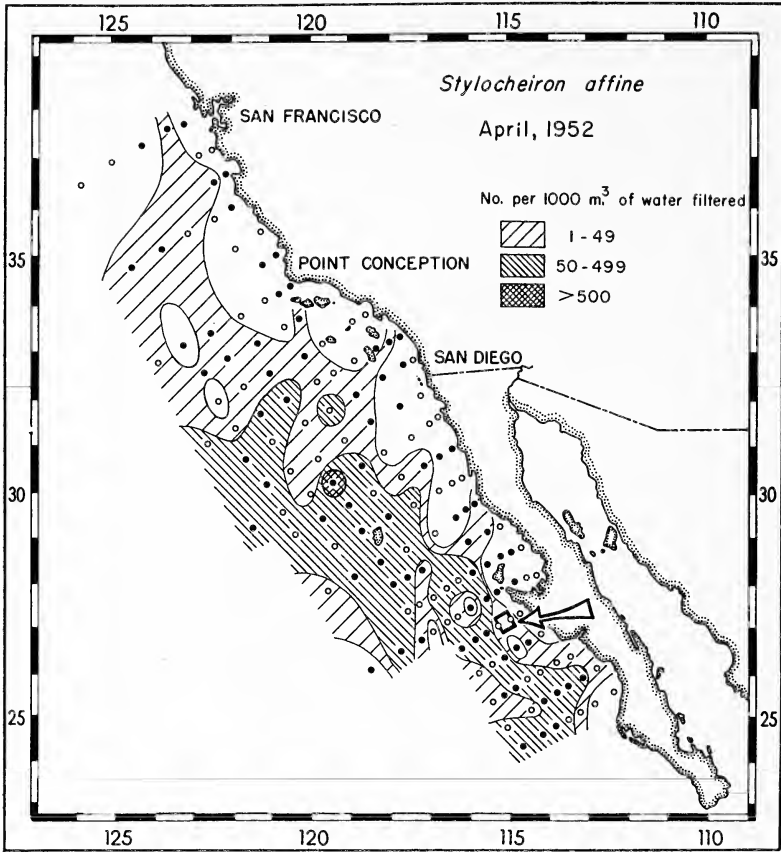 125 120 115 110
Stylocheiron affine
SAN FRANCISCO
April, 1952
No. per 1000 m.³ of water filtered
1-49
35 POINT CONCEPTION 50-499 35
>500
SAN DIEGO
30 30
25 25
125 120 115 110